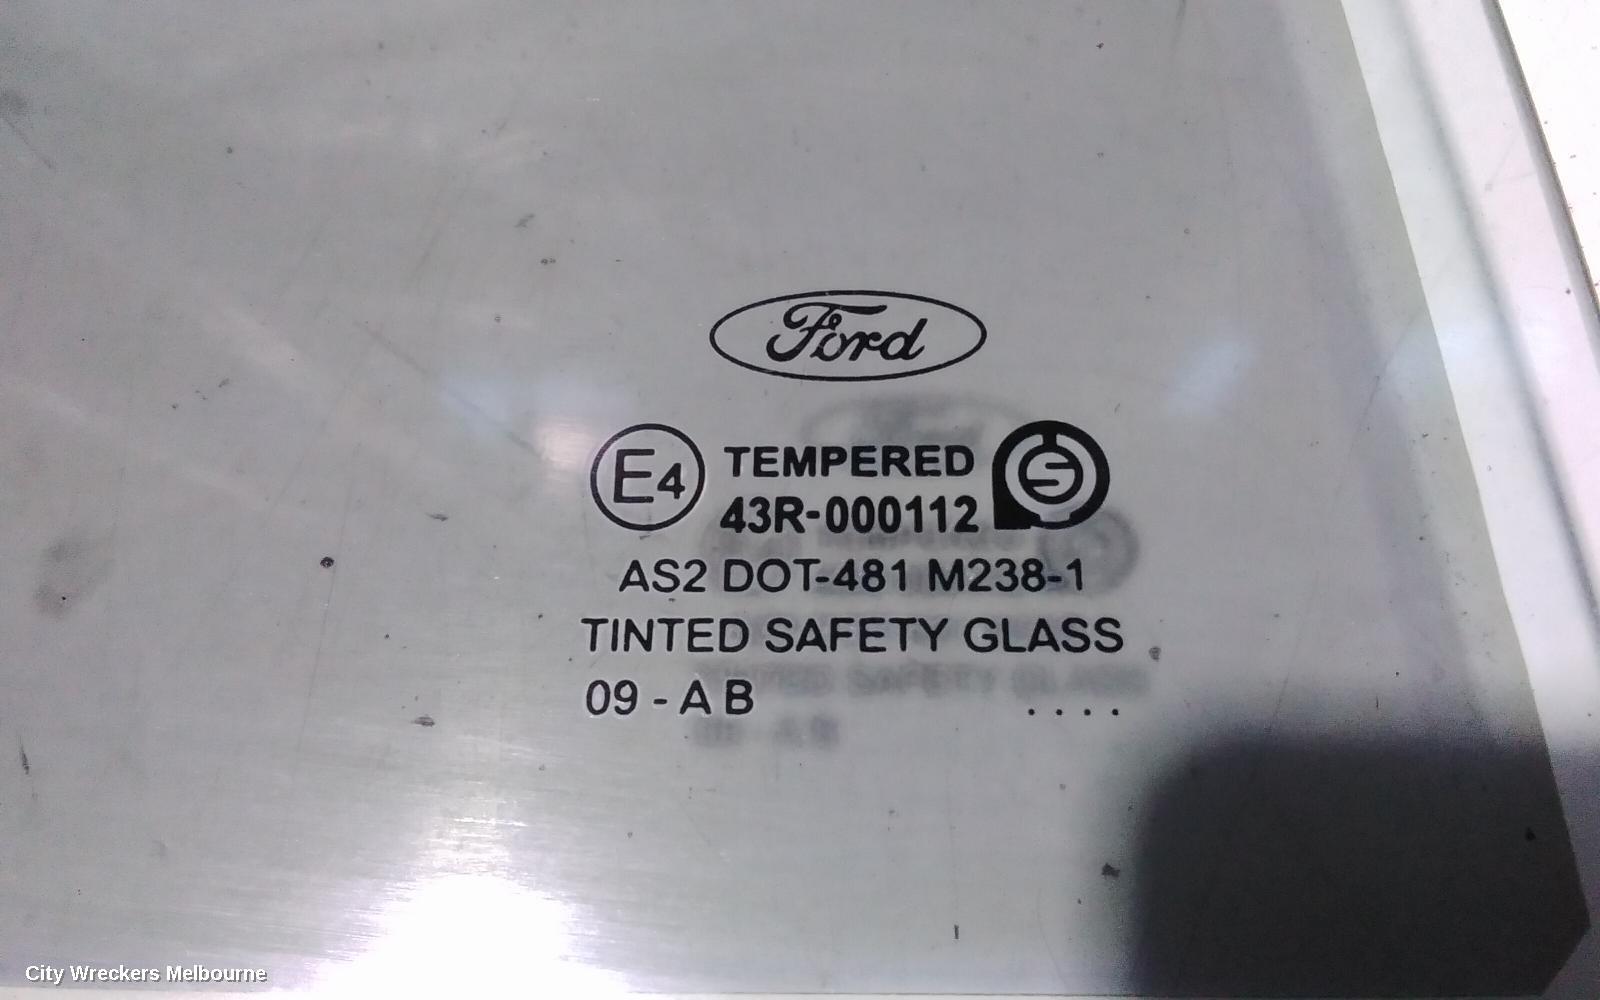 Ford
E4 TEMPERED S
43R-000112
AS2 DOT-481 M238-1
TINTED SAFETY GLASS
09 - A B . . . .
City Wreckers Melbourne